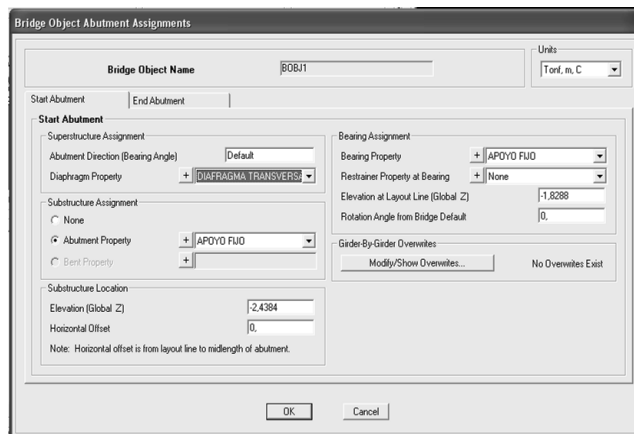 Bridge Object Abutment Assignments
Bridge Object Name
BOBJ1
Units
Tonf, m, C
Start Abutment
End Abutment
Start Abutment
Superstructure Assignment
Abutment Direction (Bearing Angle)
Default
Diaphragm Property
+
DIAFRAGMA TRANSVERSA
Substructure Assignment
None
Abutment Property
+
APOYO FIJO
Bent Property
+
Substructure Location
Elevation (Global Z)
-2,4384
Horizontal Offset
0,
Note: Horizontal offset is from layout line to midlength of abutment.
Bearing Assignment
Bearing Property
+
APOYO FIJO
Restrainer Property at Bearing
+
None
Elevation at Layout Line (Global Z)
-1,8288
Rotation Angle from Bridge Default
0,
Girder-By-Girder Overwrites
Modify/Show Overwrites...
No Overwrites Exist
OK
Cancel